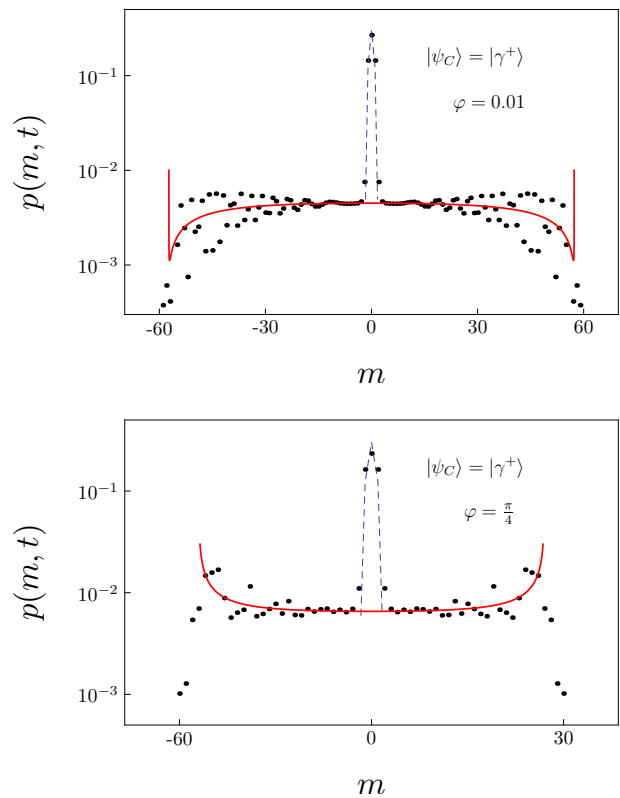 |ψ_C⟩ = |γ⁺⟩
φ = 0.01
10⁻¹
10⁻²
10⁻³
p(m, t)
-60 -30 0 30 60
m
|ψ_C⟩ = |γ⁺⟩
φ = π/4
10⁻¹
10⁻²
10⁻³
p(m, t)
-60 0 30
m